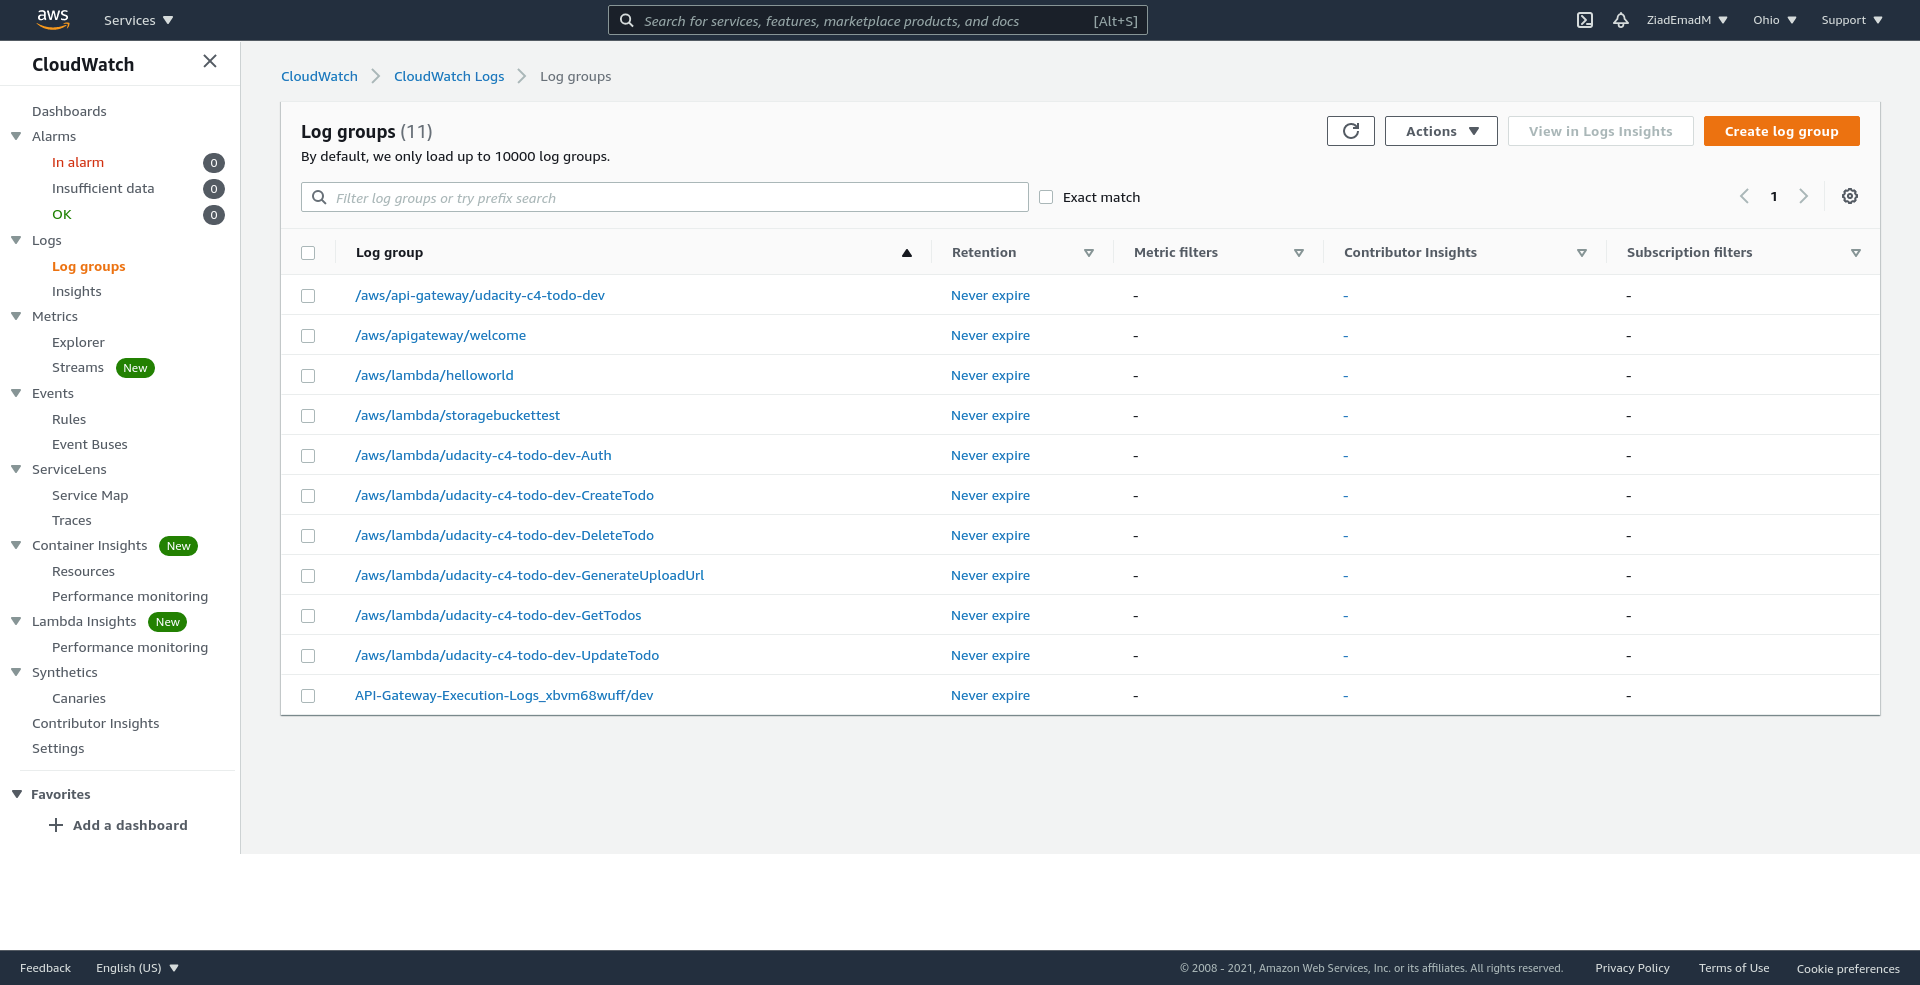 aws Services Search for services, features, marketplace products, and docs [Alt+S] ZiadEmadM Ohio Support
CloudWatch
Dashboards
Alarms
In alarm 0
Insufficient data 0
OK 0
Logs
Log groups
Insights
Metrics
Explorer
Streams New
Events
Rules
Event Buses
ServiceLens
Service Map
Traces
Container Insights New
Resources
Performance monitoring
Lambda Insights New
Performance monitoring
Synthetics
Canaries
Contributor Insights
Settings
Favorites
Add a dashboard
CloudWatch CloudWatch Logs Log groups
Log groups (11) Actions View in Logs Insights Create log group
By default, we only load up to 10000 log groups.
Filter log groups or try prefix search Exact match 1
Log group Retention Metric filters Contributor Insights Subscription filters
/aws/api-gateway/udacity-c4-todo-dev Never expire - - -
/aws/apigateway/welcome Never expire - - -
/aws/lambda/helloworld Never expire - - -
/aws/lambda/storagebuckettest Never expire - - -
/aws/lambda/udacity-c4-todo-dev-Auth Never expire - - -
/aws/lambda/udacity-c4-todo-dev-CreateTodo Never expire - - -
/aws/lambda/udacity-c4-todo-dev-DeleteTodo Never expire - - -
/aws/lambda/udacity-c4-todo-dev-GenerateUploadUrl Never expire - - -
/aws/lambda/udacity-c4-todo-dev-GetTodos Never expire - - -
/aws/lambda/udacity-c4-todo-dev-UpdateTodo Never expire - - -
API-Gateway-Execution-Logs_xbvm68wuff/dev Never expire - - -
Feedback English (US) © 2008 - 2021, Amazon Web Services, Inc. or its affiliates. All rights reserved. Privacy Policy Terms of Use Cookie preferences